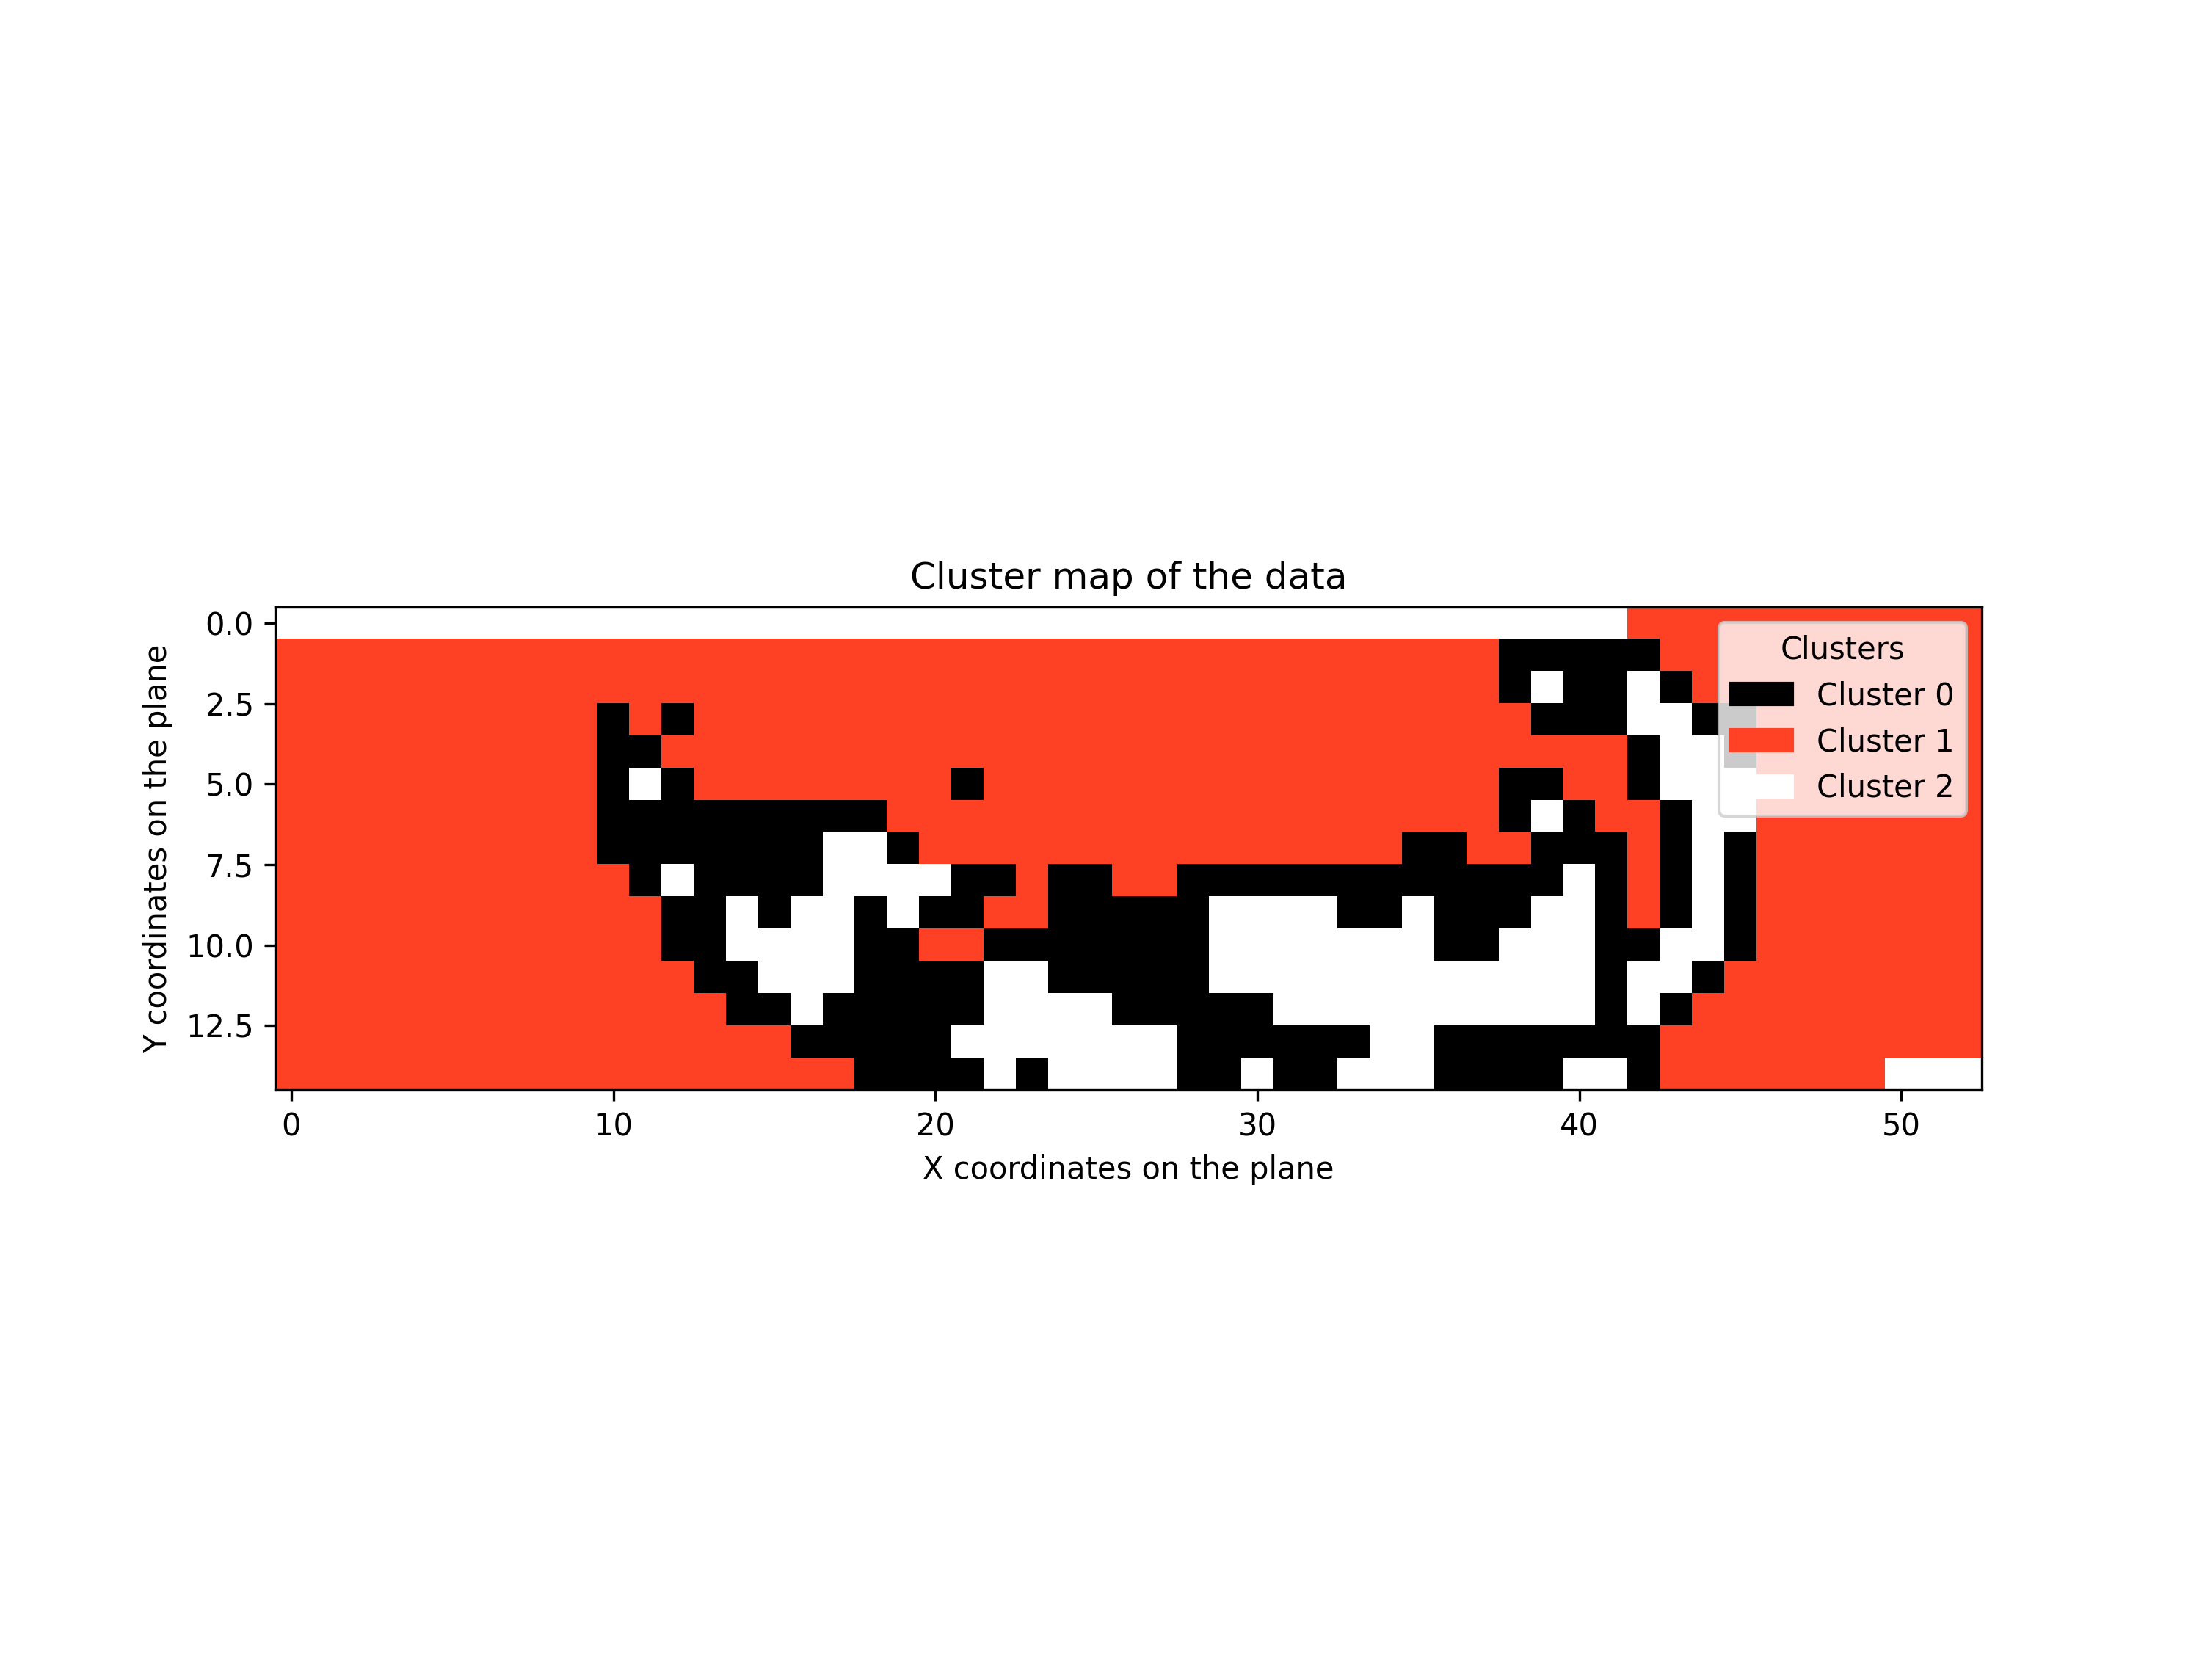 Cluster map of the data
Y coordinates on the plane
0.0
2.5
5.0
7.5
10.0
12.5
Clusters
Cluster 0
Cluster 1
Cluster 2
0 10 20 30 40 50
X coordinates on the plane